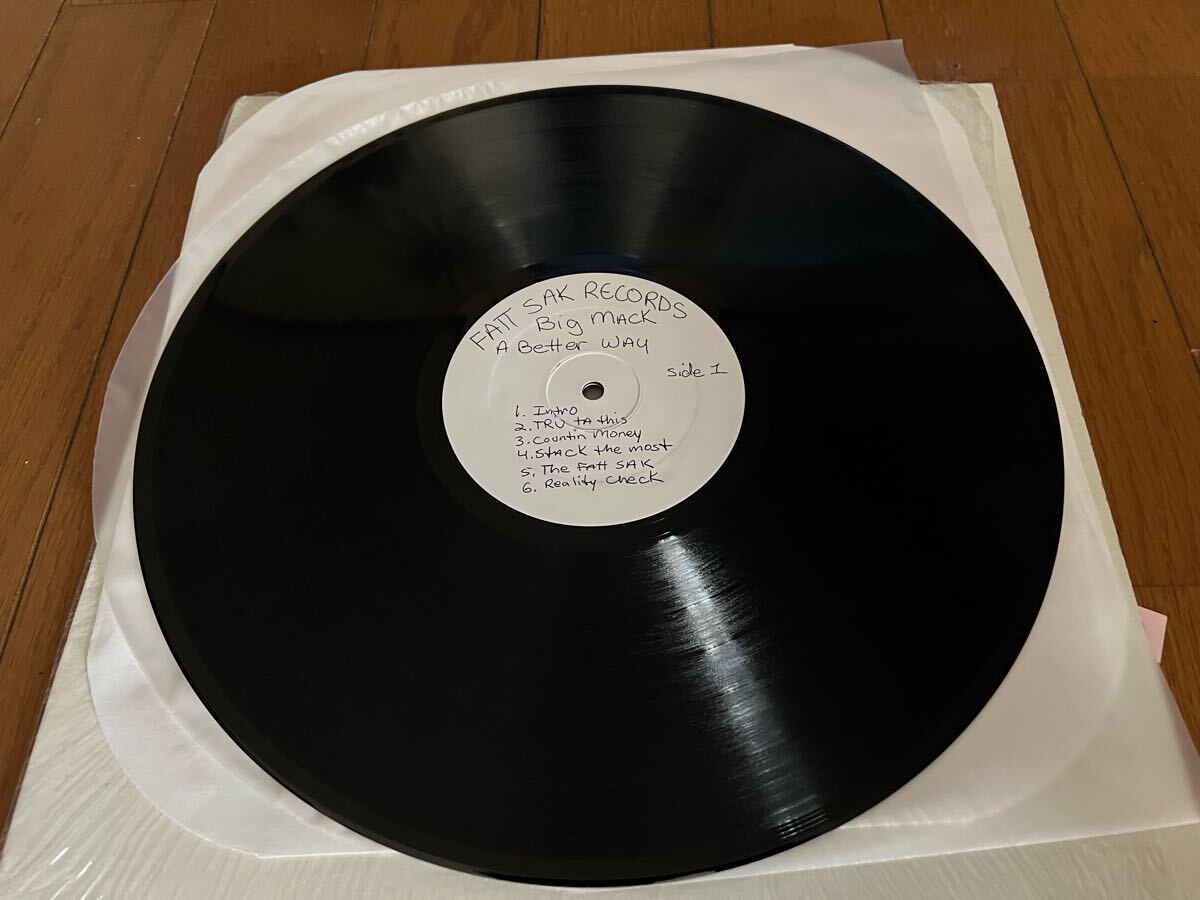 FATT SAK RECORDS
Big MACK
A Better WAY
side 1
1. Intro
2. TRU TA this
3. Countin Money
4. STACK the most
5. The FATT SAK
6. Reality Check